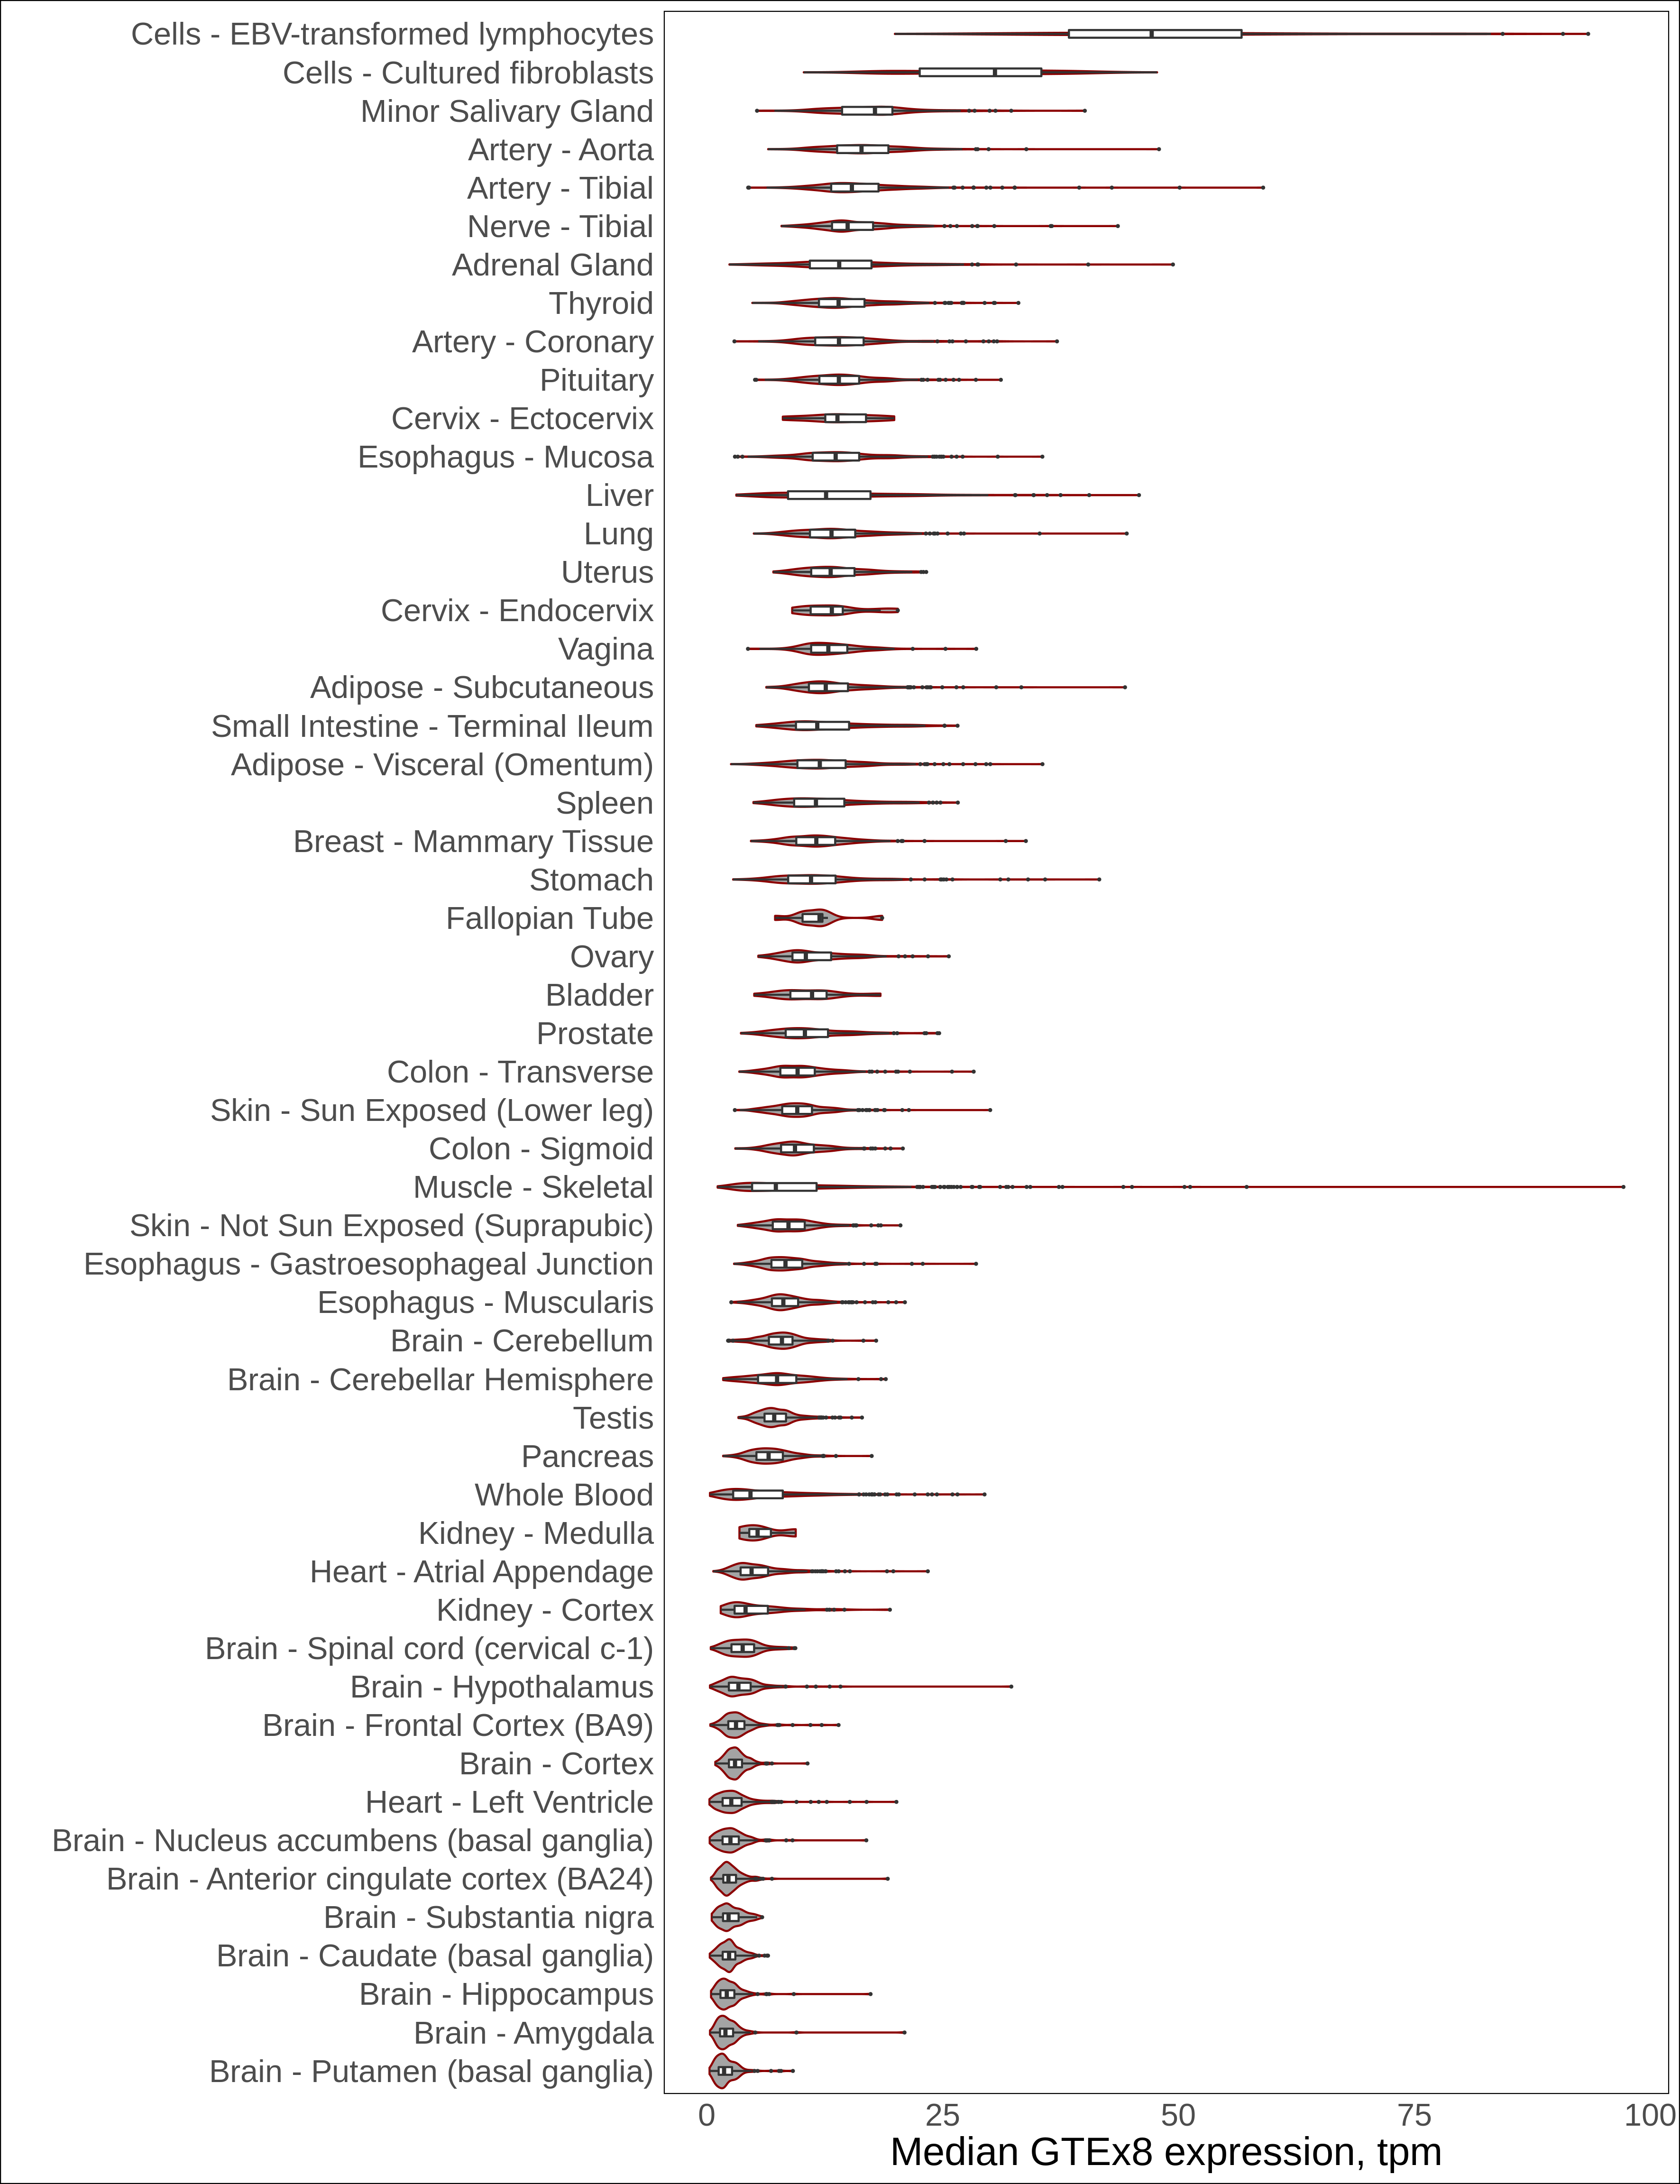 Cells - EBV-transformed lymphocytes
Cells - Cultured fibroblasts
Minor Salivary Gland
Artery - Aorta
Artery - Tibial
Nerve - Tibial
Adrenal Gland
Thyroid
Artery - Coronary
Pituitary
Cervix - Ectocervix
Esophagus - Mucosa
Liver
Lung
Uterus
Cervix - Endocervix
Vagina
Adipose - Subcutaneous
Small Intestine - Terminal Ileum
Adipose - Visceral (Omentum)
Spleen
Breast - Mammary Tissue
Stomach
Fallopian Tube
Ovary
Bladder
Prostate
Colon - Transverse
Skin - Sun Exposed (Lower leg)
Colon - Sigmoid
Muscle - Skeletal
Skin - Not Sun Exposed (Suprapubic)
Esophagus - Gastroesophageal Junction
Esophagus - Muscularis
Brain - Cerebellum
Brain - Cerebellar Hemisphere
Testis
Pancreas
Whole Blood
Kidney - Medulla
Heart - Atrial Appendage
Kidney - Cortex
Brain - Spinal cord (cervical c-1)
Brain - Hypothalamus
Brain - Frontal Cortex (BA9)
Brain - Cortex
Heart - Left Ventricle
Brain - Nucleus accumbens (basal ganglia)
Brain - Anterior cingulate cortex (BA24)
Brain - Substantia nigra
Brain - Caudate (basal ganglia)
Brain - Hippocampus
Brain - Amygdala
Brain - Putamen (basal ganglia)
0 25 50 75 100
Median GTEx8 expression, tpm